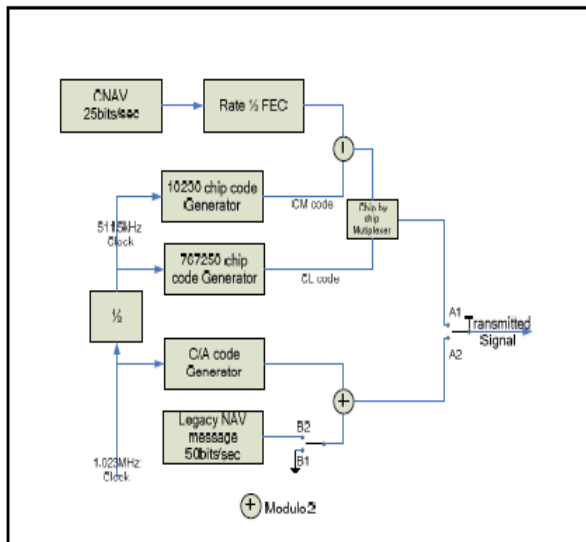 CNAV
25bits/sec
Rate ½ FEC
10230 chip code
Generator
CM code
Chip by
chip
Mutiplexer
511.5kHz
Clock
767250 chip
code Generator
CL code
½
A1
Transmitted
Signal
A2
C/A code
Generator
Legacy NAV
message
50bits/sec
B2
B1
1.023MHz
Clock
Modulo2